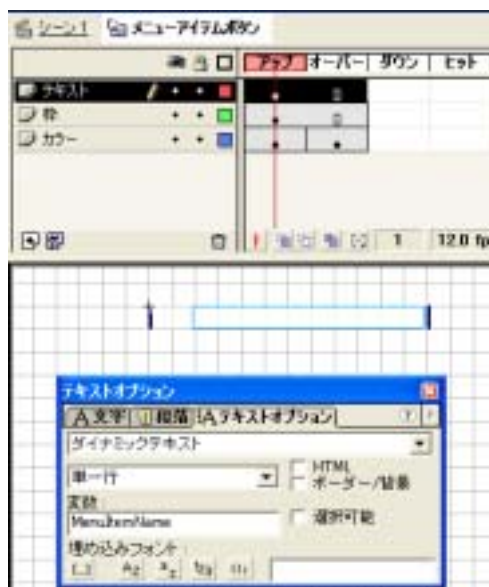 シーン 1 メニューアイテムボタン
アップ オーバー ダウン ヒット
テキスト
枠
カラー
1 12.0 fp
テキストオプション
A 文字 段落 A テキストオプション
ダイナミックテキスト
単一行
HTML
ボーダー/背景
変数:
MenuItemName
選択可能
埋め込みフォント: